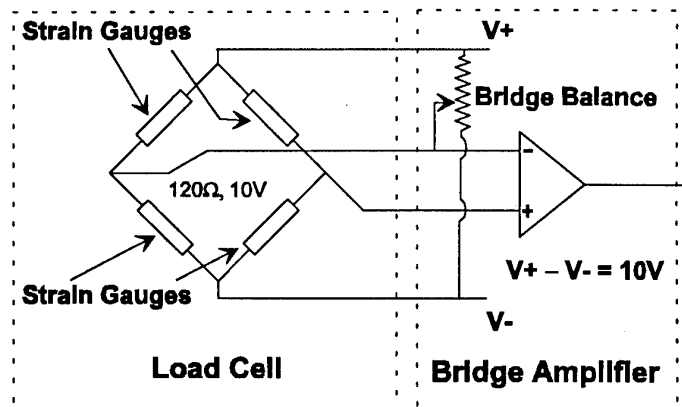 Strain Gauges
V+
Bridge Balance
-
120Ω, 10V
+
V+ – V- = 10V
Strain Gauges
V-
Load Cell
Bridge Amplifier